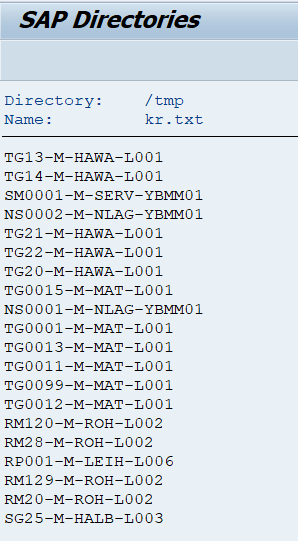 SAP Directories
Directory: /tmp
Name: kr.txt
TG13-M-HAWA-L001
TG14-M-HAWA-L001
SM0001-M-SERV-YBMM01
NS0002-M-NLAG-YBMM01
TG21-M-HAWA-L001
TG22-M-HAWA-L001
TG20-M-HAWA-L001
TG0015-M-MAT-L001
NS0001-M-NLAG-YBMM01
TG0001-M-MAT-L001
TG0013-M-MAT-L001
TG0011-M-MAT-L001
TG0099-M-MAT-L001
TG0012-M-MAT-L001
RM120-M-ROH-L002
RM28-M-ROH-L002
RP001-M-LEIH-L006
RM129-M-ROH-L002
RM20-M-ROH-L002
SG25-M-HALB-L003